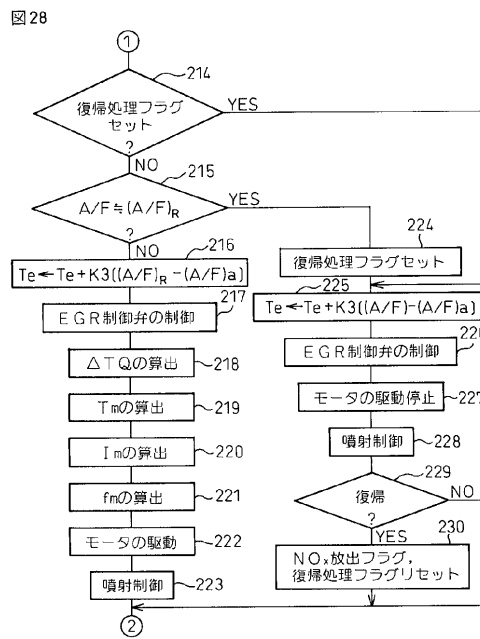 図28
1
214
復帰処理フラグ
セット
?
YES
NO
215
A/F≒(A/F)R
?
YES
NO
216
Te←Te+K3((A/F)R-(A/F)a)
217
EGR制御弁の制御
ΔTQの算出
218
Tmの算出
219
Imの算出
220
fmの算出
221
モータの駆動
222
噴射制御
223
2
224
復帰処理フラグセット
225
Te←Te+K3((A/F)-(A/F)a)
EGR制御弁の制御
モータの駆動停止
227
噴射制御
228
229
復帰
?
NO
YES
230
NOx放出フラグ,
復帰処理フラグリセット